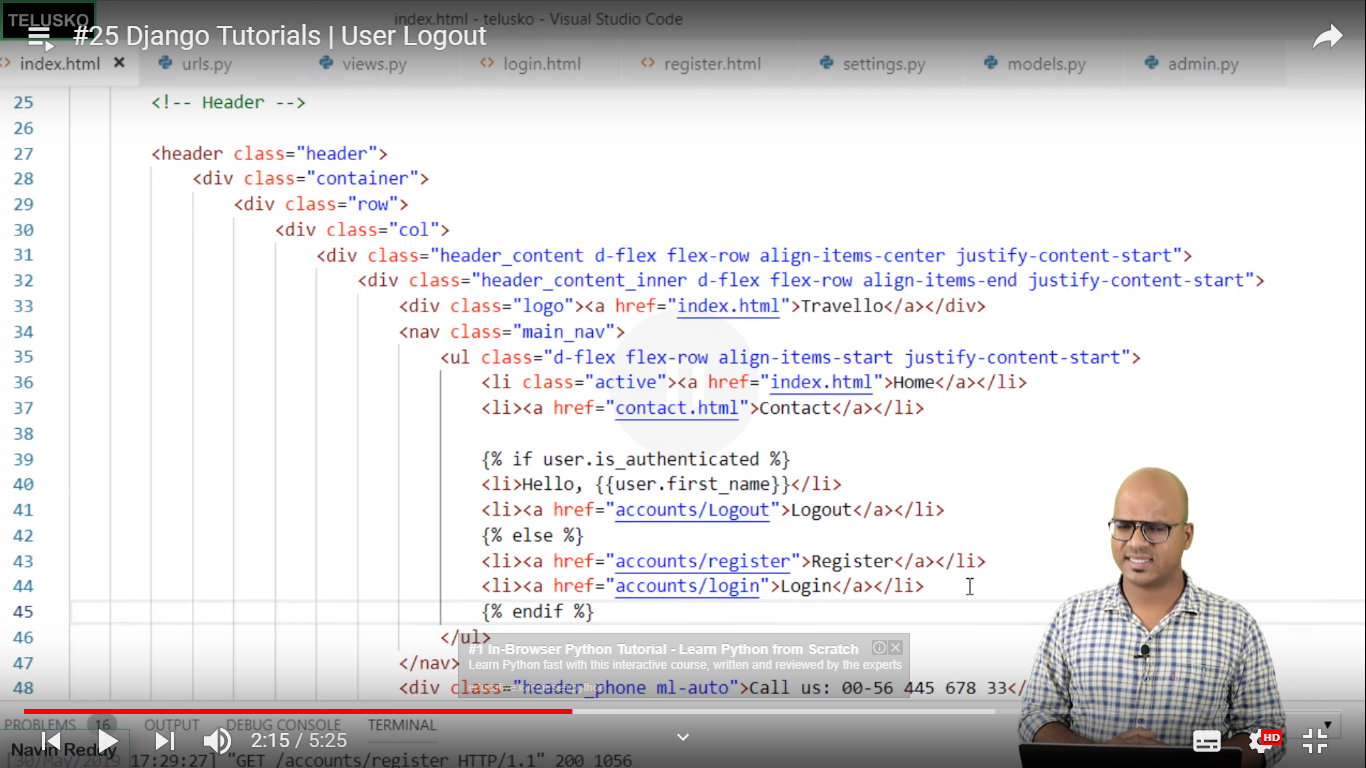 TELUSKO
index.html - telusko - Visual Studio Code
#25 Django Tutorials | User Logout
index.html urls.py views.py login.html register.html settings.py models.py admin.py
25 <!-- Header -->
26
27 <header class="header">
28 <div class="container">
29 <div class="row">
30 <div class="col">
31 <div class="header_content d-flex flex-row align-items-center justify-content-start">
32 <div class="header_content_inner d-flex flex-row align-items-end justify-content-start">
33 <div class="logo"><a href="index.html">Travello</a></div>
34 <nav class="main_nav">
35 <ul class="d-flex flex-row align-items-start justify-content-start">
36 <li class="active"><a href="index.html">Home</a></li>
37 <li><a href="contact.html">Contact</a></li>
38
39 {% if user.is_authenticated %}
40 <li>Hello, {{user.first_name}}</li>
41 <li><a href="accounts/Logout">Logout</a></li>
42 {% else %}
43 <li><a href="accounts/register">Register</a></li>
44 <li><a href="accounts/login">Login</a></li>
45 {% endif %}
46 </ul>
#1 In-Browser Python Tutorial - Learn Python from Scratch
47 </nav>
Learn Python fast with this interactive course, written and reviewed by the experts
48 <div class="header_phone ml-auto">Call us: 00-56 445 678 33</
PROBLEMS 16 OUTPUT DEBUG CONSOLE TERMINAL
2:15 / 5:25
HD
Navin Reddy
[30/May/2019 17:29:27] "GET /accounts/register HTTP/1.1" 200 1056